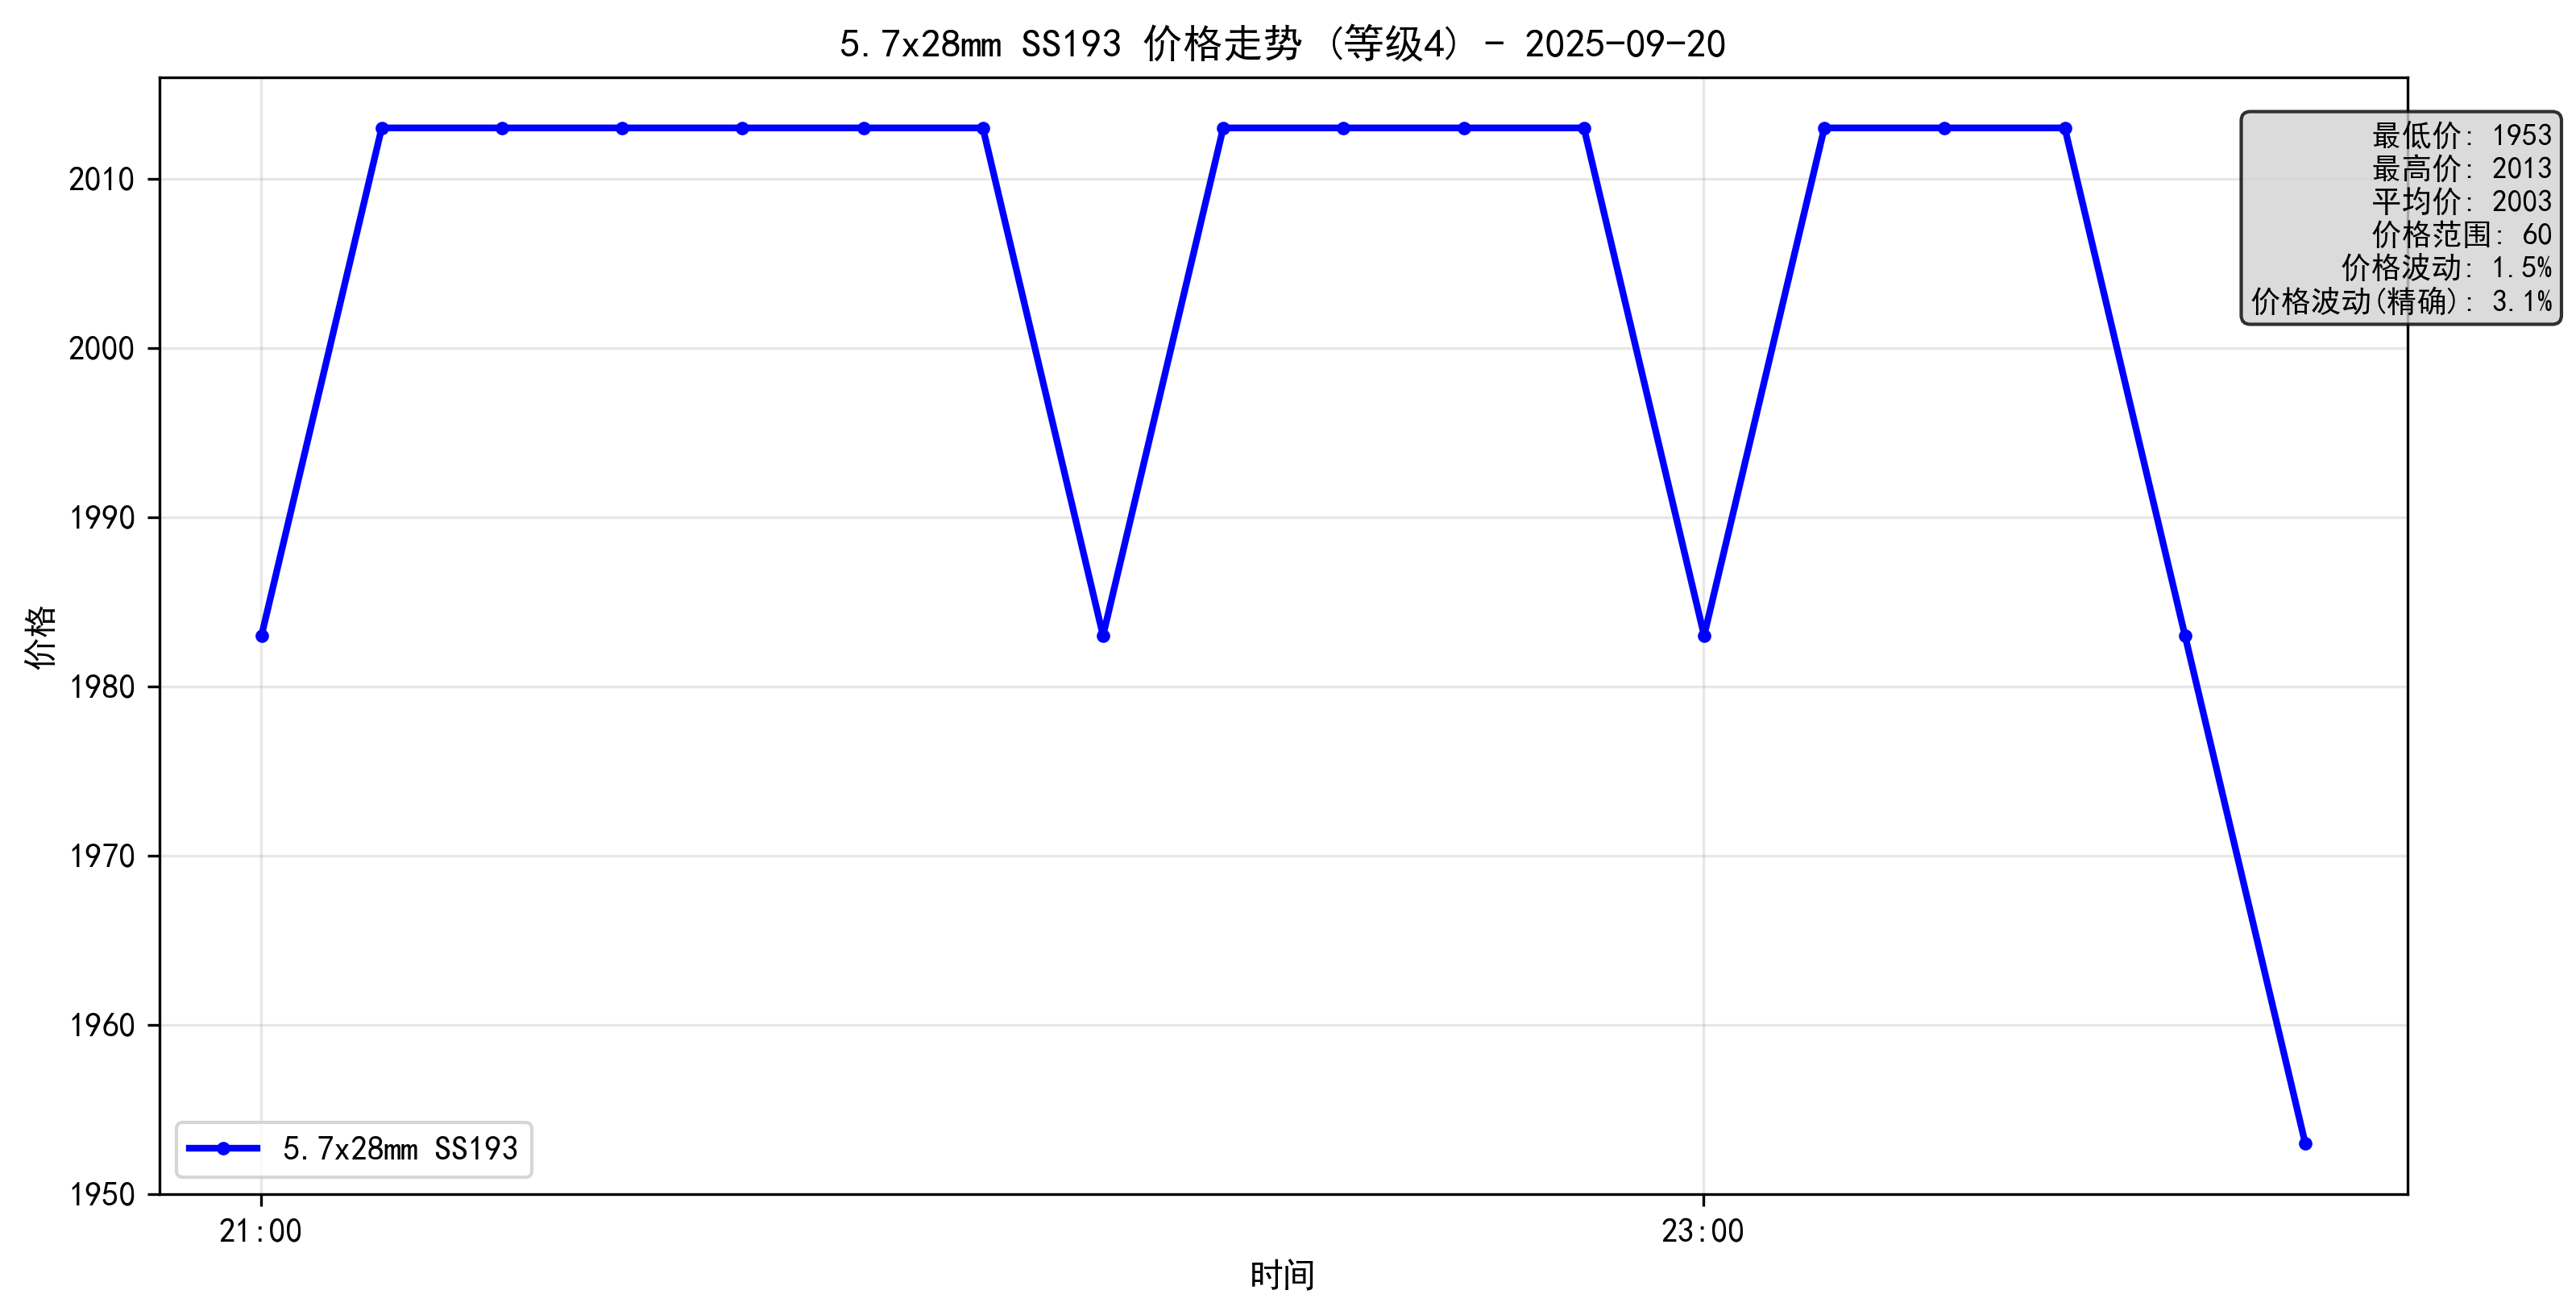 5.7x28mm SS193 价格走势 (等级4) - 2025-09-20
最低价: 1953
最高价: 2013
平均价: 2003
价格范围: 60
价格波动: 1.5%
价格波动(精确): 3.1%
价格
2010
2000
1990
1980
1970
1960
1950
5.7x28mm SS193
21:00
23:00
时间